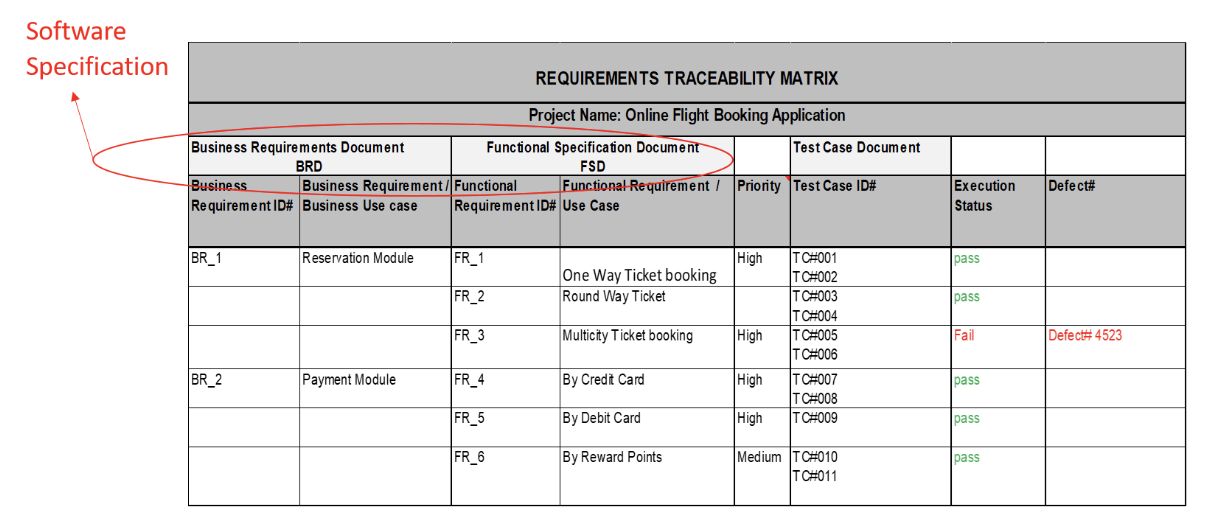 Software
Specification
REQUIREMENTS TRACEABILITY MATRIX
Project Name: Online Flight Booking Application
Business Requirements Document
BRD
Functional Specification Document
FSD
Test Case Document
Business
Requirement ID#
Business Requirement /
Business Use case
Functional
Requirement ID#
Functional Requirement /
Use Case
Priority
Test Case ID#
Execution
Status
Defect#
BR_1
Reservation Module
FR_1
One Way Ticket booking
High
TC#001
TC#002
pass
FR_2
Round Way Ticket
TC#003
TC#004
pass
FR_3
Multicity Ticket booking
High
TC#005
TC#006
Fail
Defect# 4523
BR_2
Payment Module
FR_4
By Credit Card
High
TC#007
TC#008
pass
FR_5
By Debit Card
High
TC#009
pass
FR_6
By Reward Points
Medium
TC#010
TC#011
pass